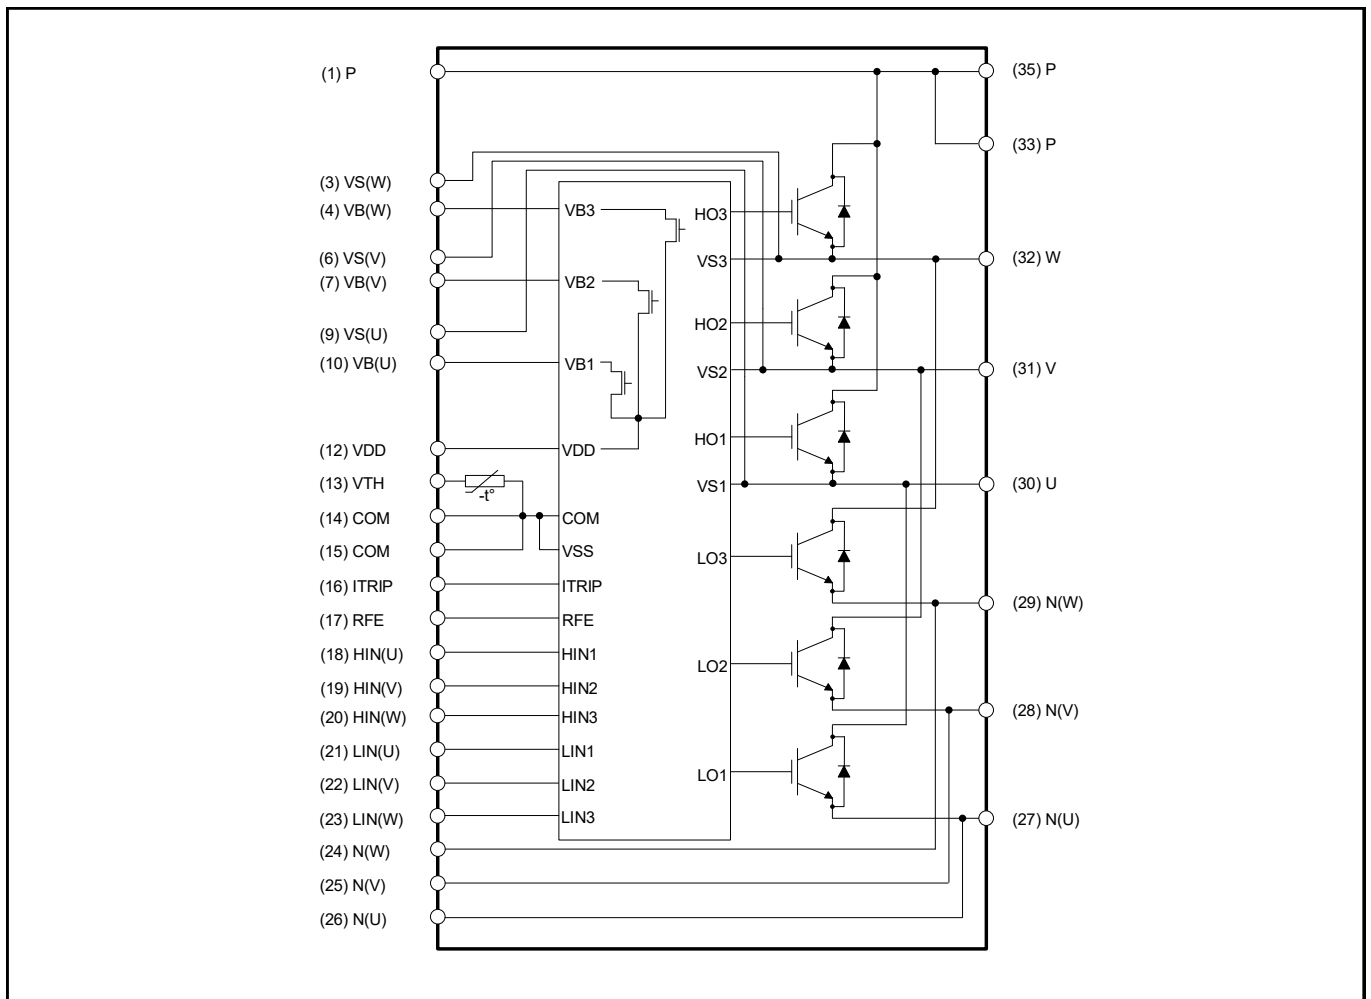 (1) P
(3) VS(W)
(4) VB(W)
(6) VS(V)
(7) VB(V)
(9) VS(U)
(10) VB(U)
(12) VDD
(13) VTH
(14) COM
(15) COM
(16) ITRIP
(17) RFE
(18) HIN(U)
(19) HIN(V)
(20) HIN(W)
(21) LIN(U)
(22) LIN(V)
(23) LIN(W)
(24) N(W)
(25) N(V)
(26) N(U)
-t°
VB3
VB2
VB1
VDD
COM
VSS
ITRIP
RFE
HIN1
HIN2
HIN3
LIN1
LIN2
LIN3
HO3
VS3
HO2
VS2
HO1
VS1
LO3
LO2
LO1
(35) P
(33) P
(32) W
(31) V
(30) U
(29) N(W)
(28) N(V)
(27) N(U)